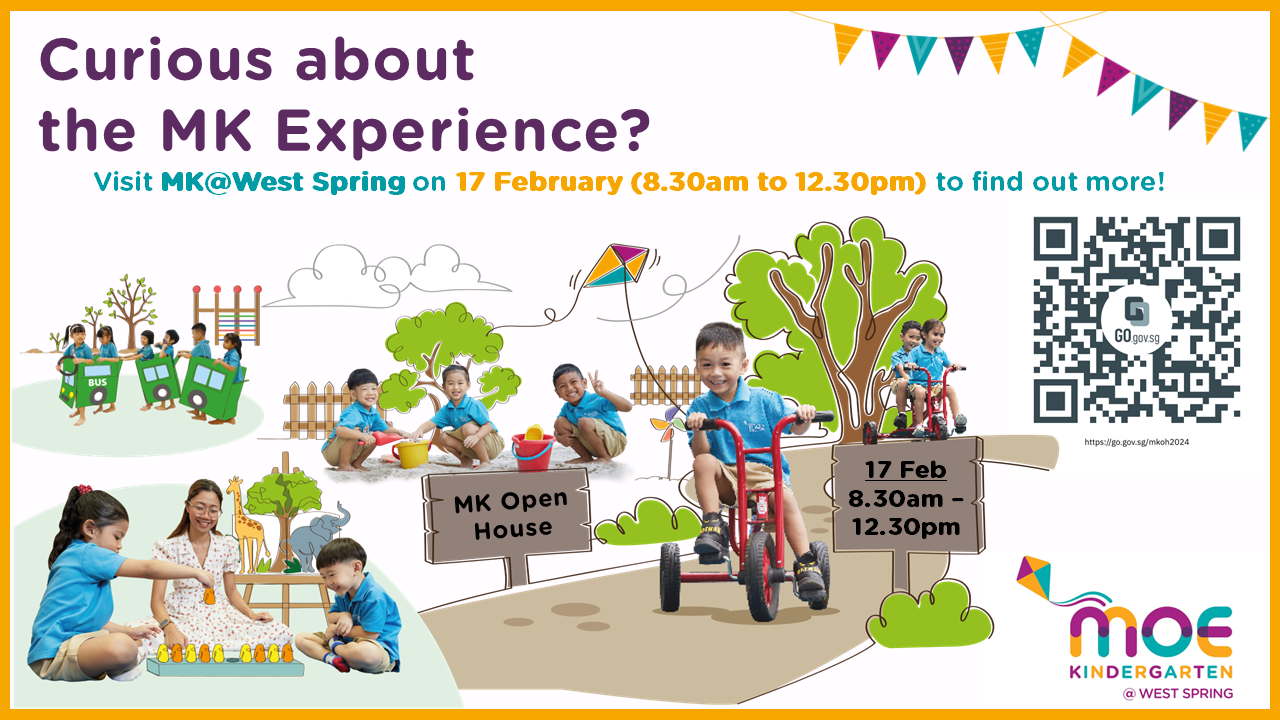 Curious about
the MK Experience?
Visit MK@West Spring on 17 February (8.30am to 12.30pm) to find out more!
GO.gov.sg
https://go.gov.sg/mkoh2024
BUS
MK Open
House
17 Feb
8.30am –
12.30pm
MOE
KINDERGARTEN
@ WEST SPRING